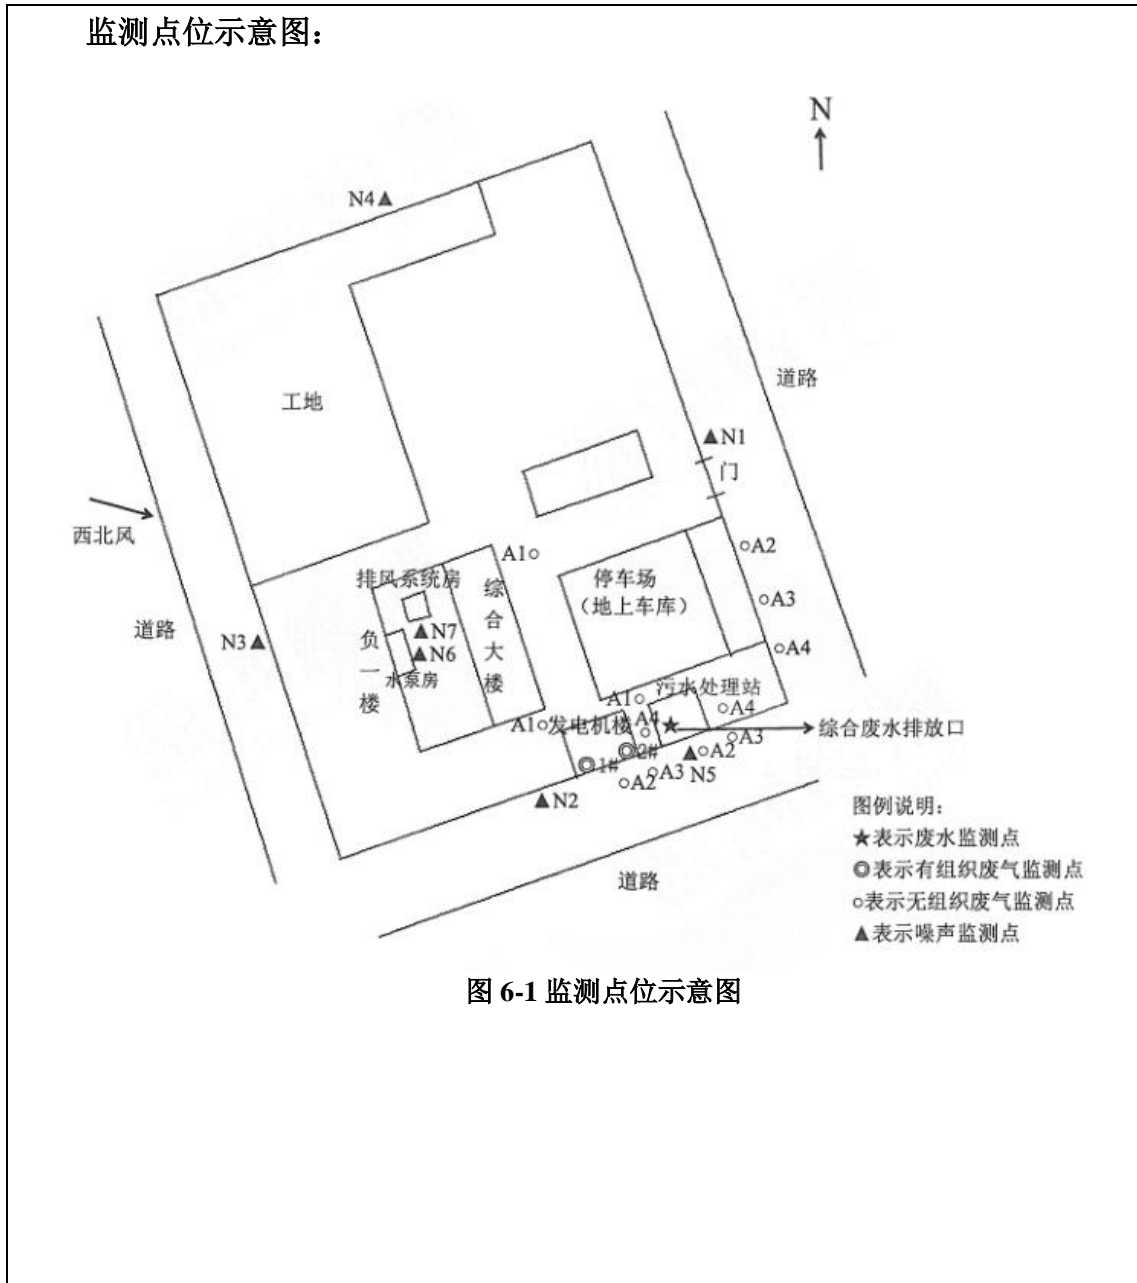 监测点位示意图：
N
N4▲
道路
工地
▲N1
门
西北风
A1○
○A2
排风系统房
综合大楼
停车场
（地上车库）
○A3
道路
N3▲
负一楼
▲N7
▲N6
水泵房
○A4
污水处理站
A1○
○A4
A1○
发电机楼
A4
○
★
综合废水排放口
○A3
◎2#
○A2
▲
N5
◎1#
○A3
○A2
▲N2
道路
图例说明：
★表示废水监测点
◎表示有组织废气监测点
○表示无组织废气监测点
▲表示噪声监测点
图 6-1 监测点位示意图